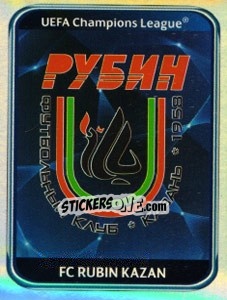 UEFA Champions League®
РУБИН
ФУТБОЛЬНЫЙ КЛУБ КАЗАНЬ 1958
STICKERSONE.COM
FC RUBIN KAZAN